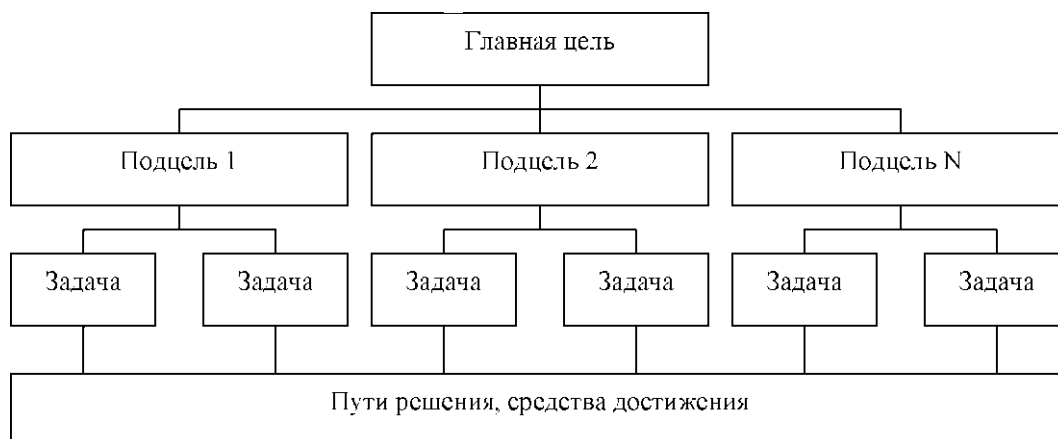 Главная цель
Подцель 1
Подцель 2
Подцель N
Задача
Задача
Задача
Задача
Задача
Задача
Пути решения, средства достижения